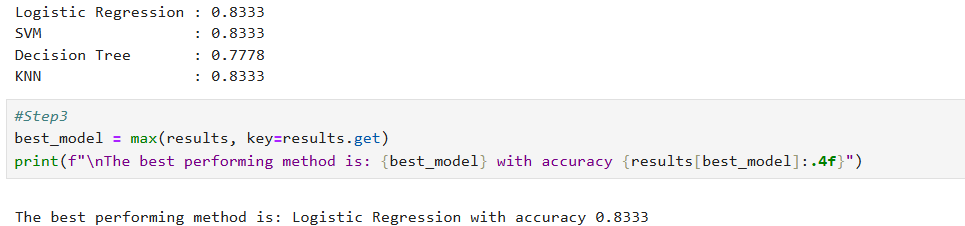 Logistic Regression : 0.8333
SVM                 : 0.8333
Decision Tree       : 0.7778
KNN                 : 0.8333
#Step3
best_model = max(results, key=results.get)
print(f"\nThe best performing method is: {best_model} with accuracy {results[best_model]:.4f}")
The best performing method is: Logistic Regression with accuracy 0.8333